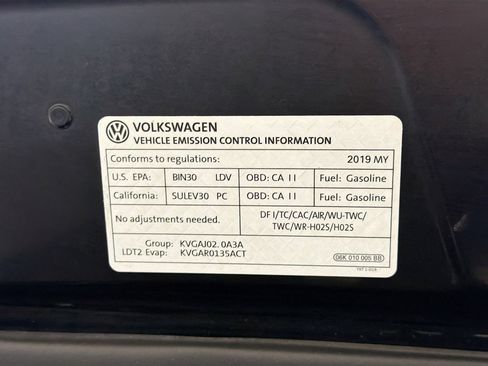 VOLKSWAGEN
VEHICLE EMISSION CONTROL INFORMATION
Conforms to regulations: 2019 MY
U.S. EPA: BIN30 LDV OBD: CA II Fuel: Gasoline
California: SULEV30 PC OBD: CA II Fuel: Gasoline
No adjustments needed.
DFI/TC/CAC/AIR/WU-TWC/
TWC/WR-HO2S/HO2S
Group: KVGAJ02.0A3A
LDT2 Evap: KVGAR0135ACT
06K 010 005 BB